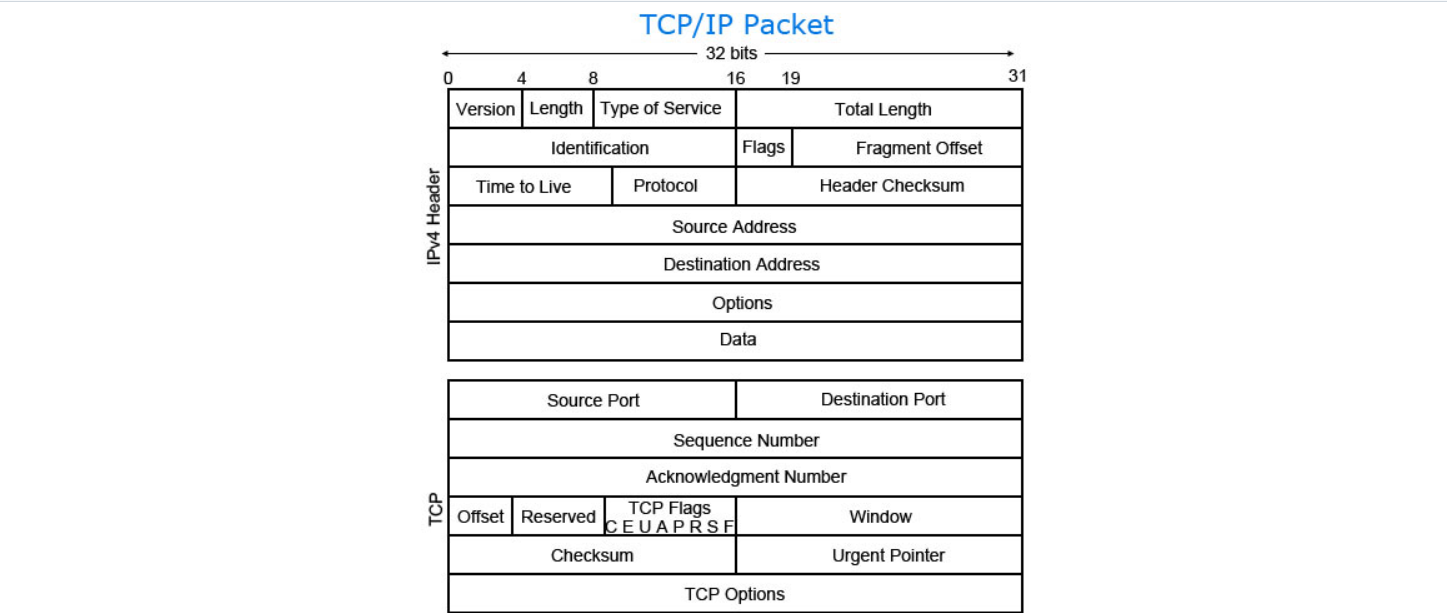 TCP/IP Packet
32 bits
0 4 8 16 19 31
Version Length Type of Service Total Length
Identification Flags Fragment Offset
Time to Live Protocol Header Checksum
Source Address
Destination Address
Options
Data
IPv4 Header
Source Port Destination Port
Sequence Number
Acknowledgment Number
Offset Reserved TCP Flags Window
C E U A P R S F
Checksum Urgent Pointer
TCP Options
TCP